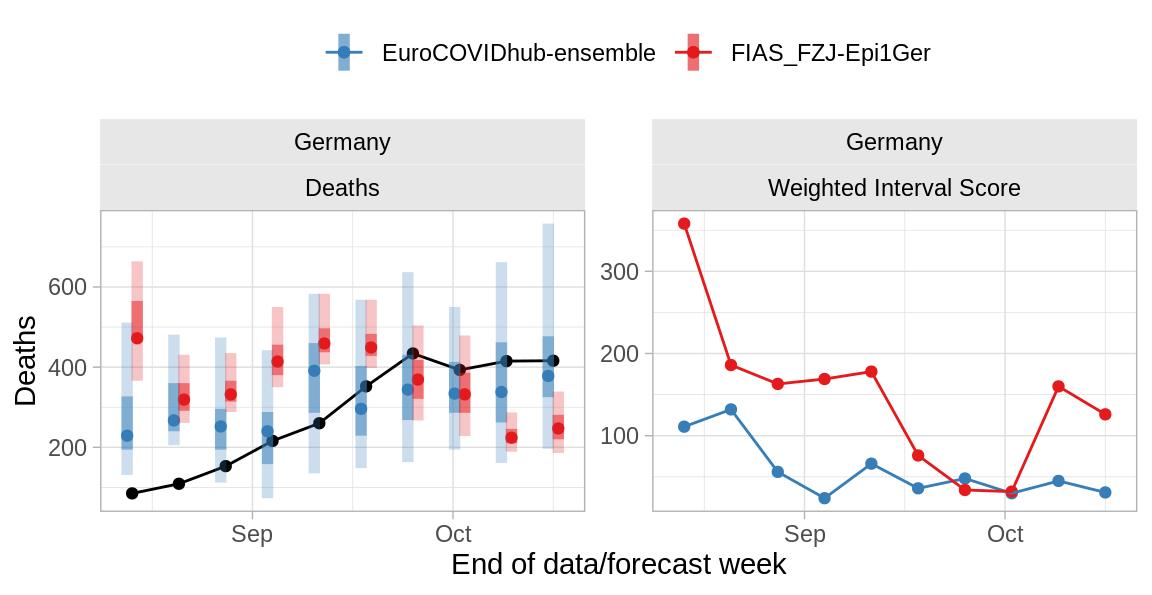 EuroCOVIDhub-ensemble FIAS_FZJ-Epi1Ger
Germany
Deaths
Germany
Weighted Interval Score
Deaths
600
400
200
Sep Oct
300
200
100
Sep Oct
End of data/forecast week